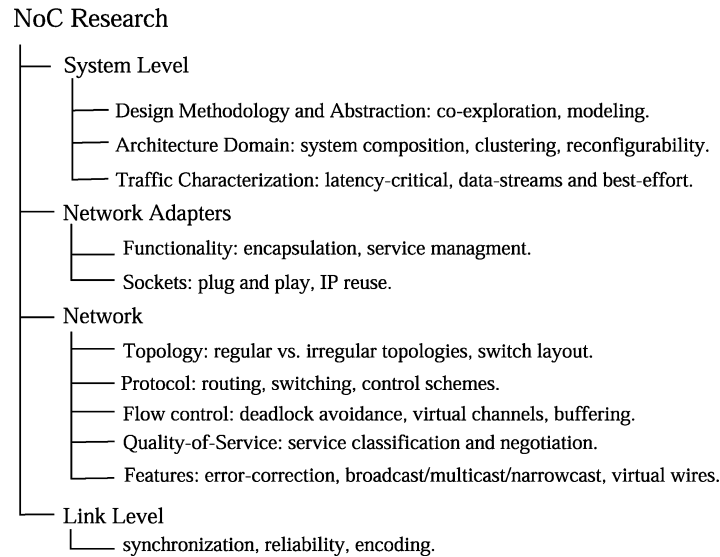 NoC Research
System Level
Design Methodology and Abstraction: co-exploration, modeling.
Architecture Domain: system composition, clustering, reconfigurability.
Traffic Characterization: latency-critical, data-streams and best-effort.
Network Adapters
Functionality: encapsulation, service managment.
Sockets: plug and play, IP reuse.
Network
Topology: regular vs. irregular topologies, switch layout.
Protocol: routing, switching, control schemes.
Flow control: deadlock avoidance, virtual channels, buffering.
Quality-of-Service: service classification and negotiation.
Features: error-correction, broadcast/multicast/narrowcast, virtual wires.
Link Level
synchronization, reliability, encoding.